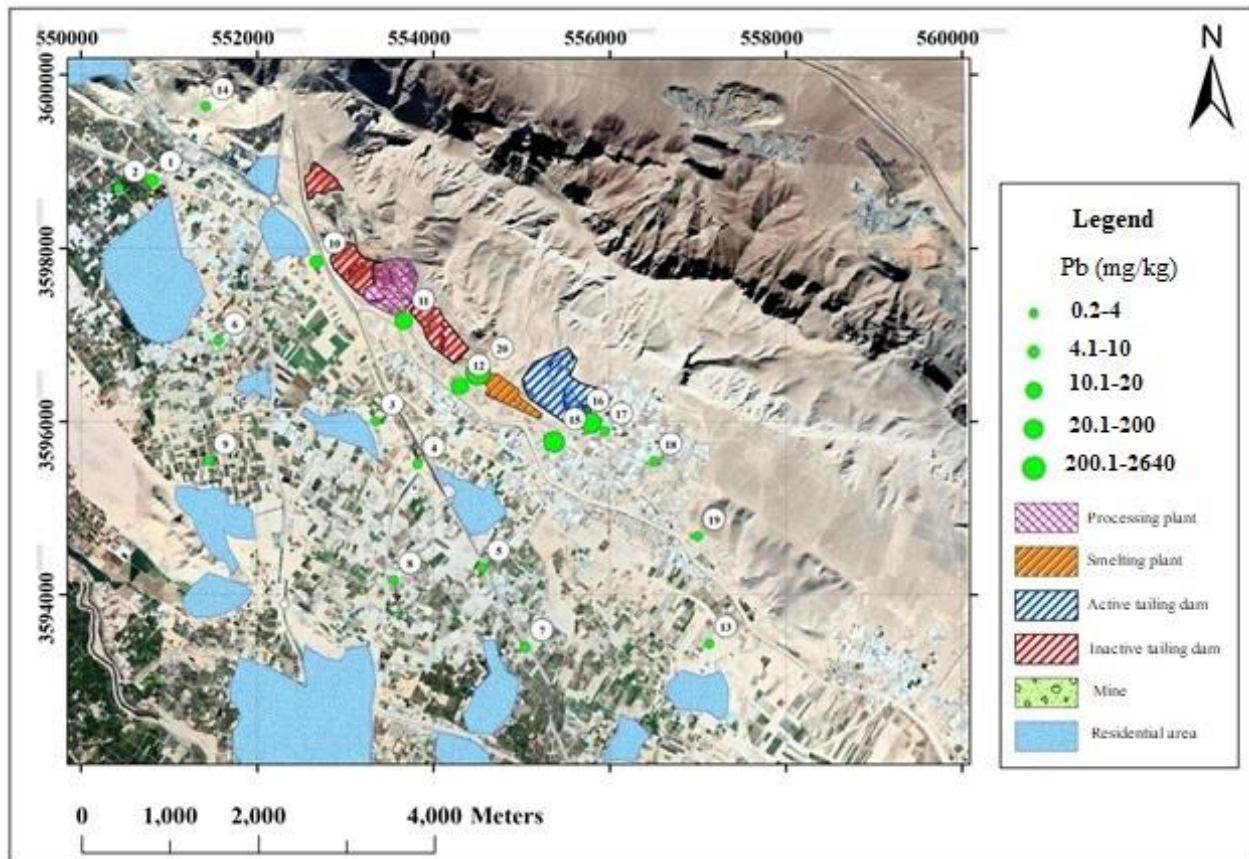 550000 552000 554000 556000 558000 560000
N
3600000
3598000
3596000
3594000
14
1
2
10
11
6
20
12
16
3
15
17
9
4
18
19
5
8
7
13
Legend
Pb (mg/kg)
0.2-4
4.1-10
10.1-20
20.1-200
200.1-2640
Processing plant
Smelting plant
Active tailing dam
Inactive tailing dam
Mine
Residential area
0 1,000 2,000 4,000 Meters